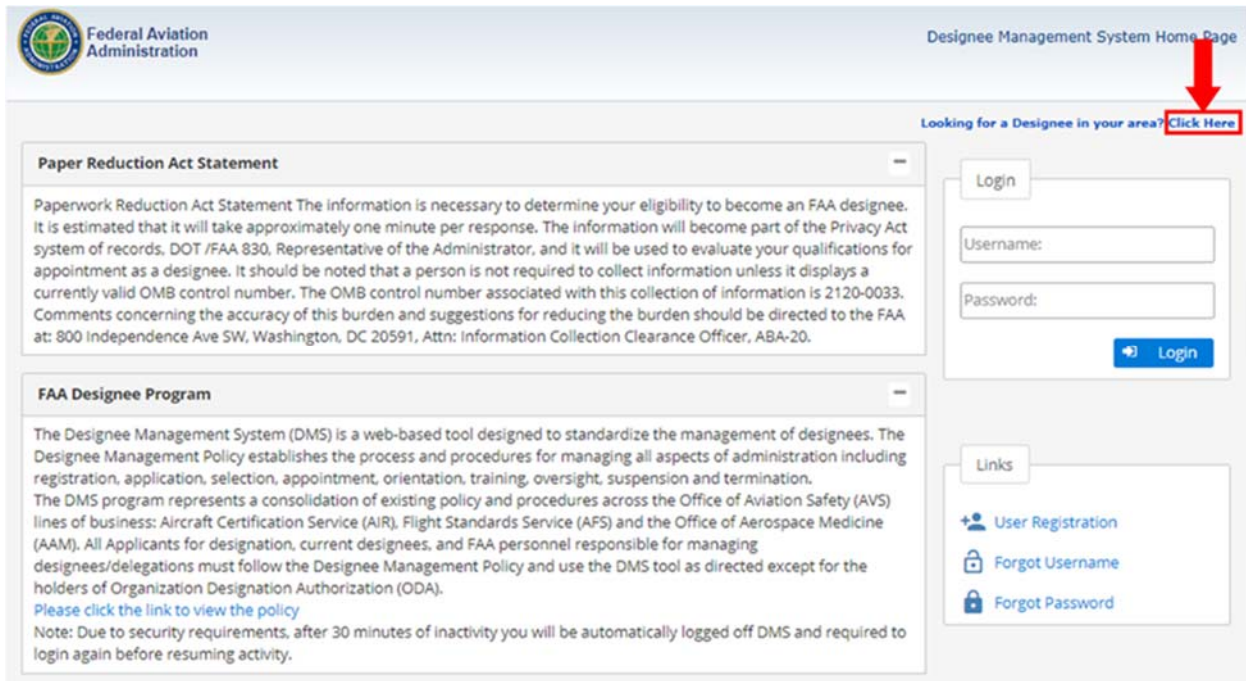 Federal Aviation
Administration
Designee Management System Home Page
Looking for a Designee in your area? Click Here
Paper Reduction Act Statement
Paperwork Reduction Act Statement The information is necessary to determine your eligibility to become an FAA designee.
It is estimated that it will take approximately one minute per response. The information will become part of the Privacy Act
system of records, DOT /FAA 830, Representative of the Administrator, and it will be used to evaluate your qualifications for
appointment as a designee. It should be noted that a person is not required to collect information unless it displays a
currently valid OMB control number. The OMB control number associated with this collection of information is 2120-0033.
Comments concerning the accuracy of this burden and suggestions for reducing the burden should be directed to the FAA
at: 800 Independence Ave SW, Washington, DC 20591, Attn: Information Collection Clearance Officer, ABA-20.
Login
Username:
Password:
Login
FAA Designee Program
The Designee Management System (DMS) is a web-based tool designed to standardize the management of designees. The
Designee Management Policy establishes the process and procedures for managing all aspects of administration including
registration, application, selection, appointment, orientation, training, oversight, suspension and termination.
The DMS program represents a consolidation of existing policy and procedures across the Office of Aviation Safety (AVS)
lines of business: Aircraft Certification Service (AIR), Flight Standards Service (AFS) and the Office of Aerospace Medicine
(AAM). All Applicants for designation, current designees, and FAA personnel responsible for managing
designees/delegations must follow the Designee Management Policy and use the DMS tool as directed except for the
holders of Organization Designation Authorization (ODA).
Please click the link to view the policy
Note: Due to security requirements, after 30 minutes of inactivity you will be automatically logged off DMS and required to
login again before resuming activity.
Links
User Registration
Forgot Username
Forgot Password